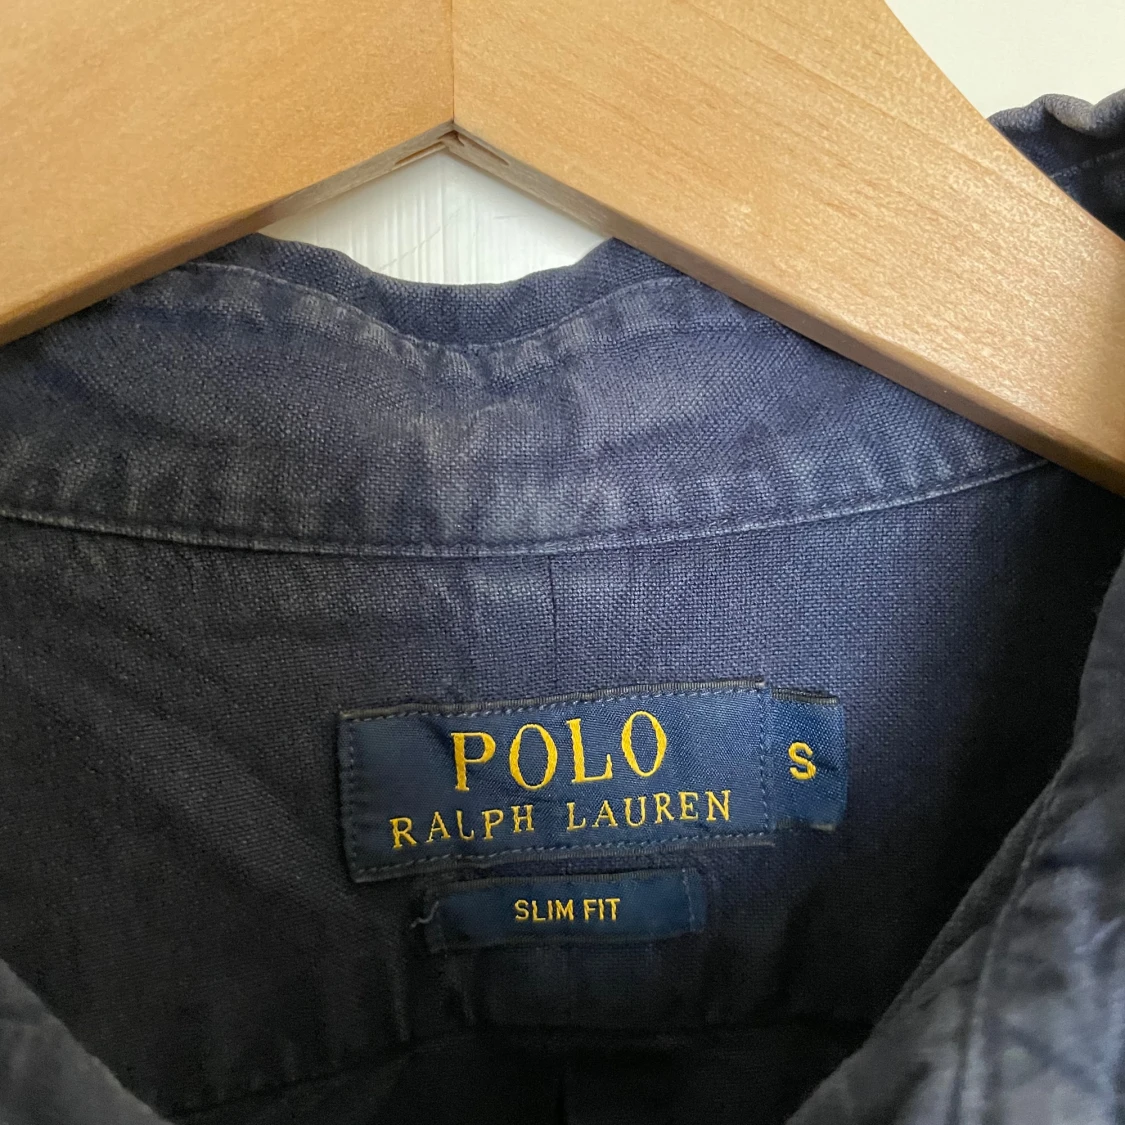 POLO
RALPH LAUREN
S
SLIM FIT